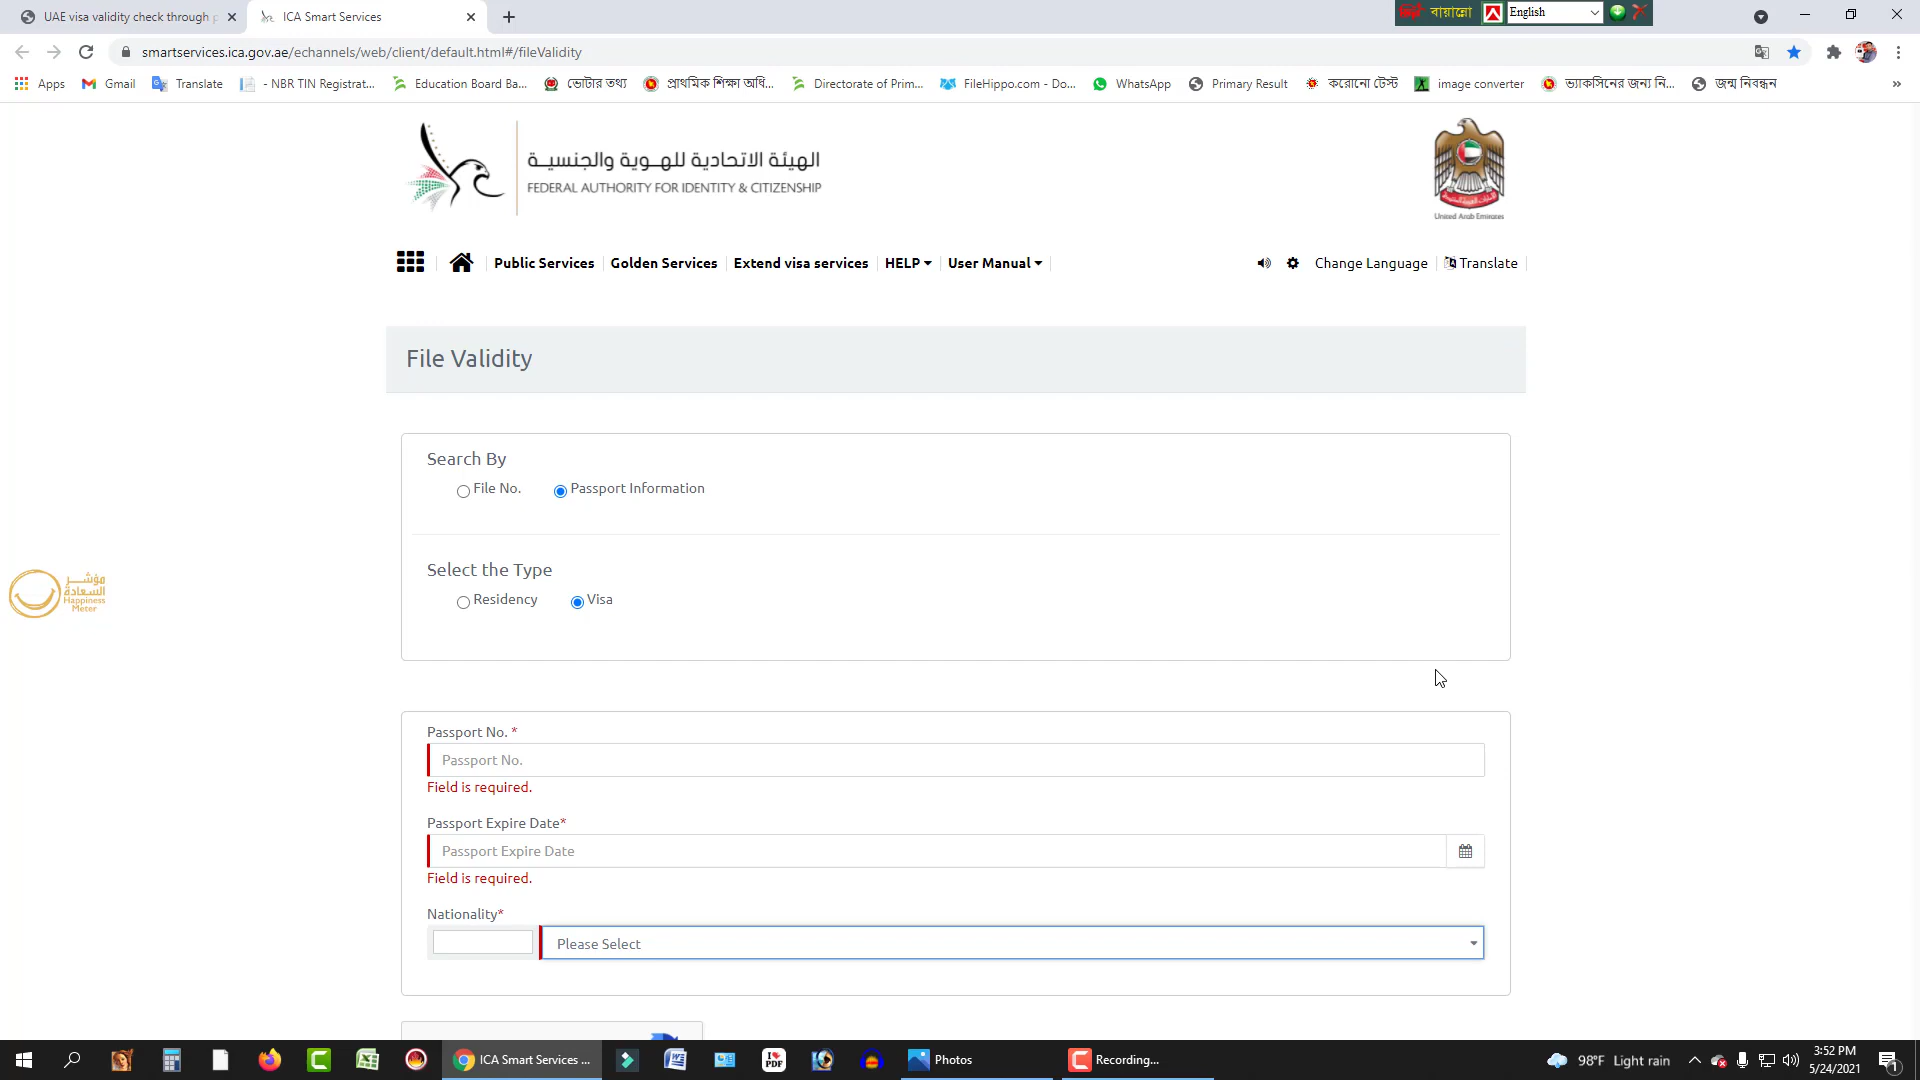 UAE visa validity check through
ICA Smart Services
বায়ান্নো
English
smartservices.ica.gov.ae/echannels/web/client/default.html#/fileValidity
Apps
Gmail
Translate
- NBR TIN Registrat...
Education Board Ba...
ভোটার তথ্য
প্রাথমিক শিক্ষা অধি...
Directorate of Prim...
FileHippo.com - Do...
WhatsApp
Primary Result
করোনো টেস্ট
image converter
ভ্যাকসিনের জন্য নি...
জন্ম নিবন্ধন
الهيئة الاتحادية للهوية والجنسية
FEDERAL AUTHORITY FOR IDENTITY & CITIZENSHIP
United Arab Emirates
Public Services
Golden Services
Extend visa services
HELP
User Manual
Change Language
Translate
File Validity
Search By
File No.
Passport Information
Select the Type
Residency
Visa
مؤشر
السعادة
Happiness
Meter
Passport No. *
Passport No.
Field is required.
Passport Expire Date*
Passport Expire Date
Field is required.
Nationality*
Please Select
ICA Smart Services ...
Photos
Recording...
98°F Light rain
3:52 PM
5/24/2021